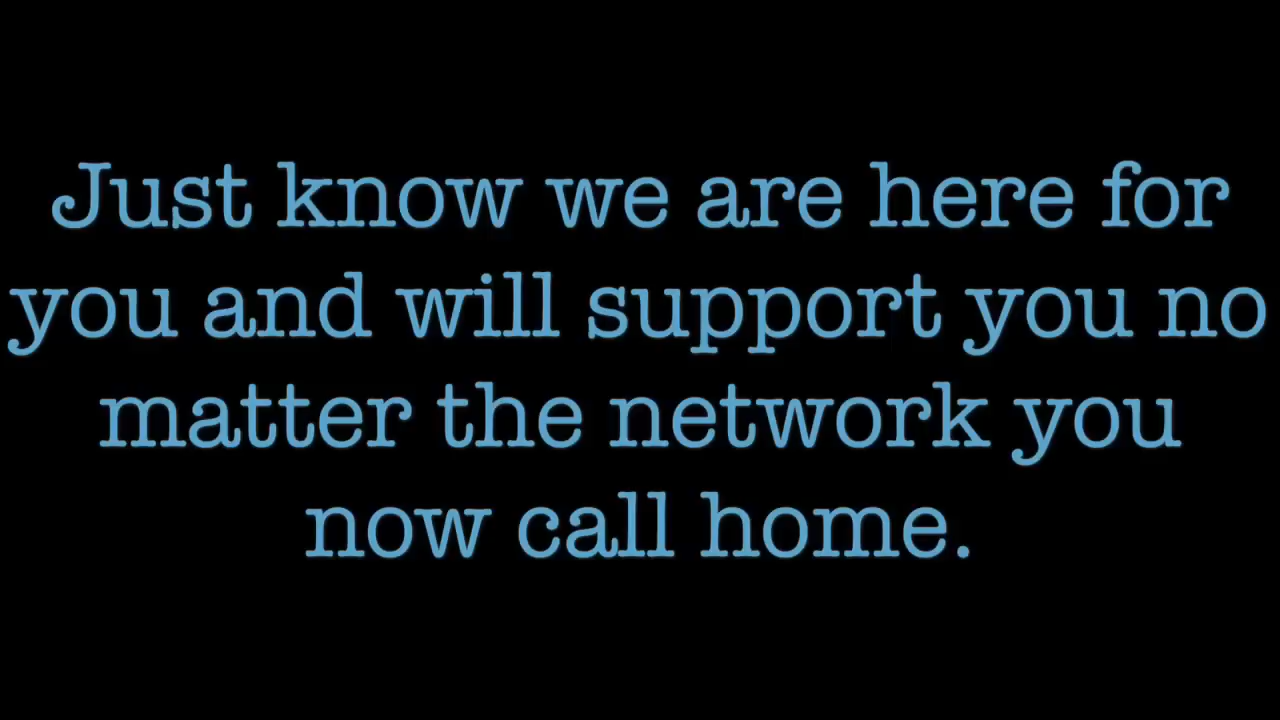 Just know we are here for
you and will support you no
matter the network you
now call home.